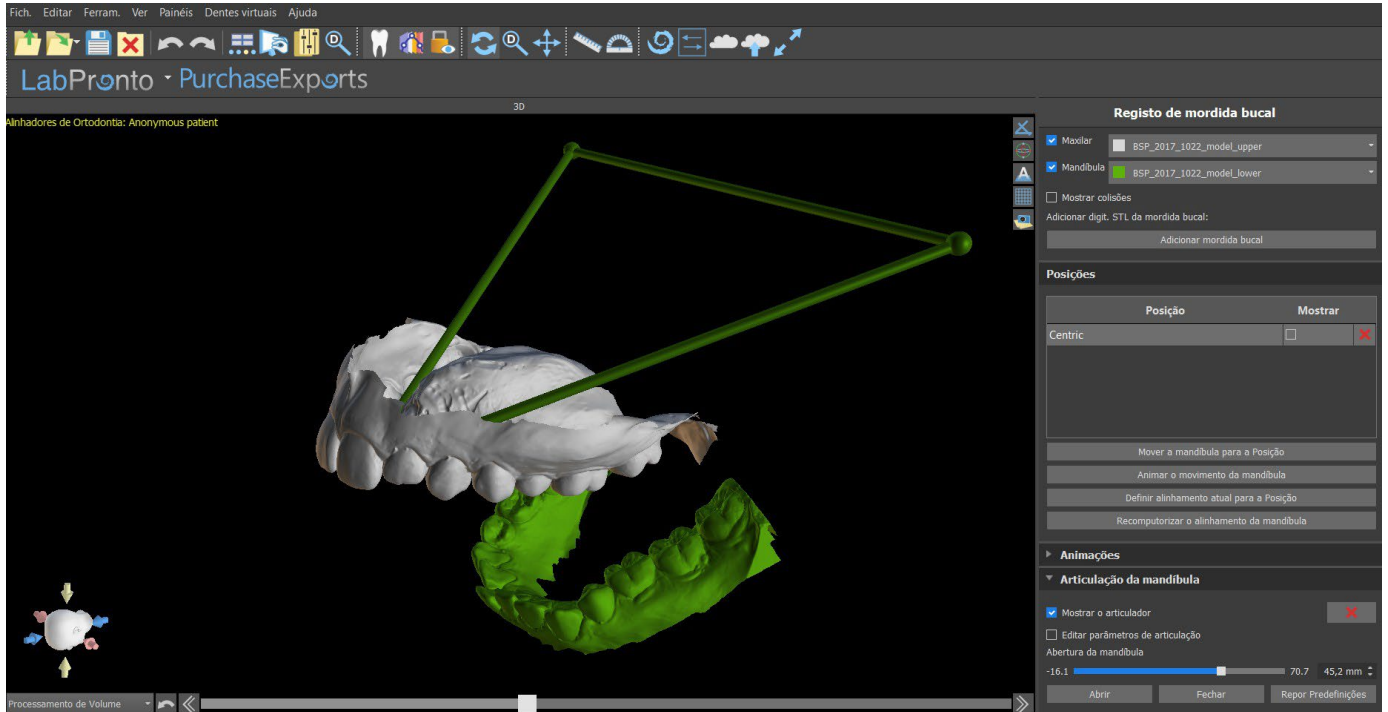 Fich. Editar Ferram. Ver Painéis Dentes virtuais Ajuda
LabPronto PurchaseExports
3D
Alinhadores de Ortodontia: Anonymous patient
Registo de mordida bucal
Maxilar BSP_2017_1022_model_upper
Mandíbula BSP_2017_1022_model_lower
Mostrar colisões
Adicionar digit. STL da mordida bucal:
Adicionar mordida bucal
Posições
Posição Mostrar
Centric
Mover a mandíbula para a Posição
Animar o movimento da mandíbula
Definir alinhamento atual para a Posição
Recomputorizar o alinhamento da mandíbula
Animações
Articulação da mandíbula
Mostrar o articulador
Editar parâmetros de articulação
Abertura da mandíbula
-16.1 70.7 45,2 mm
Abrir Fechar Repor Predefinições
Processamento de Volume